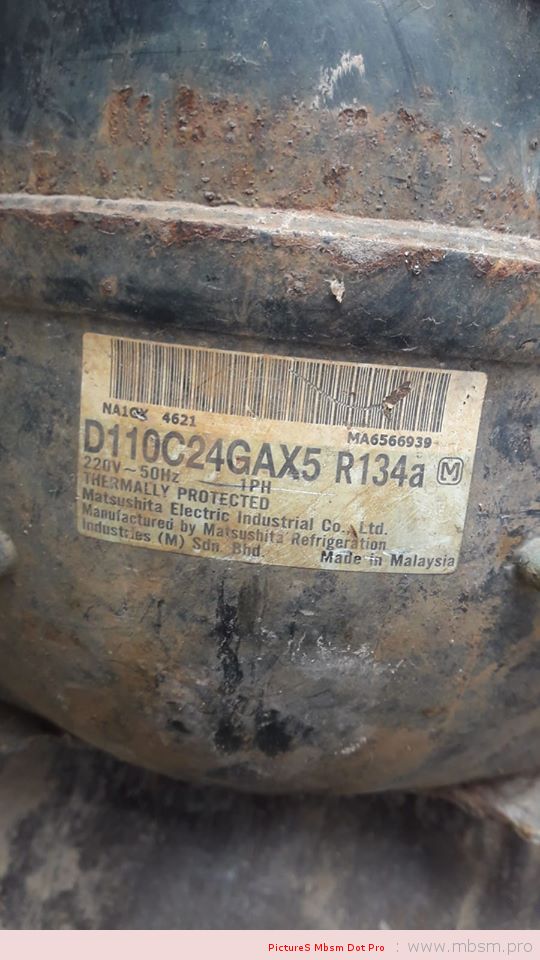 NA1CX 4621
MA6566939
D110C24GAX5 R134a M
220V~50Hz 1PH
THERMALLY PROTECTED
Matsushita Electric Industrial Co., Ltd.
Manufactured by Matsushita Refrigeration
Industries (M) Sdn. Bhd.
Made in Malaysia
PictureS Mbsm Dot Pro : www.mbsm.pro